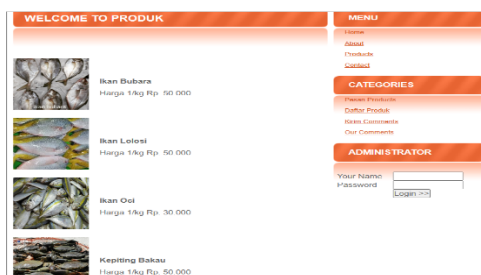 WELCOME TO PRODUK
Ikan Bubara
Harga 1/kg Rp. 50.000
Ikan Lolosi
Harga 1/kg Rp. 50.000
Ikan Oci
Harga 1/kg Rp. 30.000
Kepiting Bakau
Harga 1/kg Rp. 50.000
MENU
Home
About
Products
Contact
CATEGORIES
Pesan Products
Daftar Produk
Kirim Comments
Our Comments
ADMINISTRATOR
Your Name
Password
Login >>